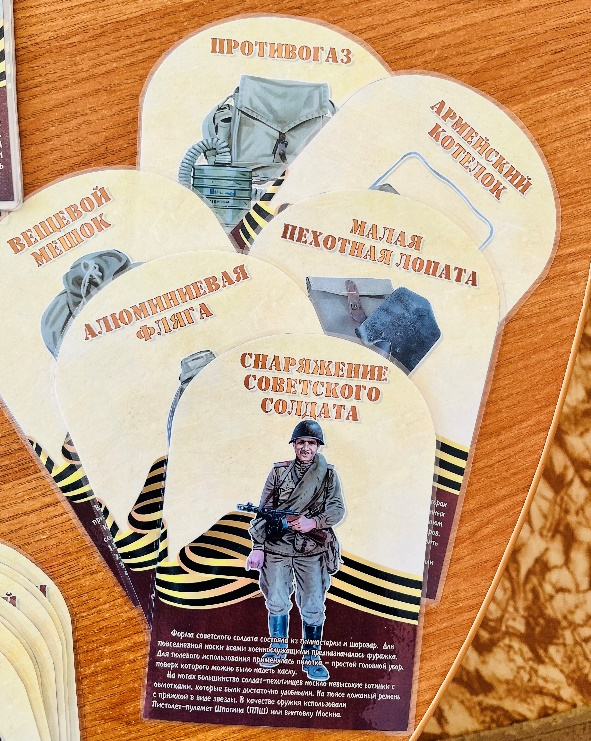 ПРОТИВОГАЗ
АРМЕЙСКИЙ
КОТЕЛОК
ВЕЩЕВОЙ
МЕШОК
МАЛАЯ
ПЕХОТНАЯ ЛОПАТА
АЛЮМИНИЕВАЯ
ФЛЯГА
СНАРЯЖЕНИЕ
СОВЕТСКОГО
СОЛДАТА
Форма советского солдата состояла из гимнастерки и шаровар. Для
повседневной носки всеми военнослужащими предназначалась фуражка.
Для полевого использования применялась пилотка – простой головной убор,
поверх которого можно было надеть каску.
На ногах большинство солдат-пехотинцев носило невысокие ботинки с
обмотками, которые были достаточно удобными. На поясе кожаный ремень
с пряжкой в виде звезды. В качестве оружия использовали
Пистолет-пулемет Шпагина (ППШ) или винтовку Мосина.